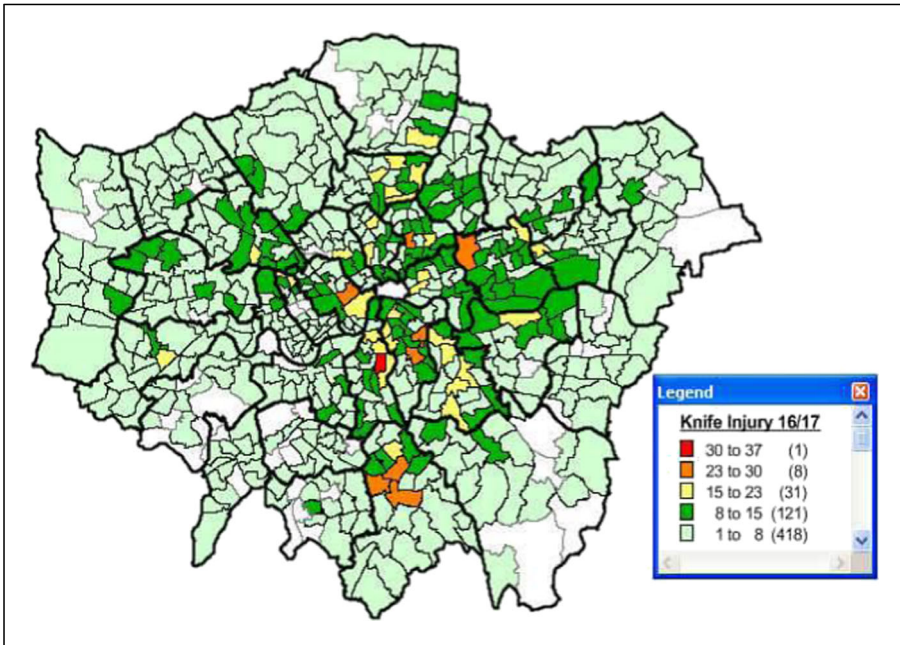 Legend
Knife Injury 16/17
30 to 37 (1)
23 to 30 (8)
15 to 23 (31)
8 to 15 (121)
1 to 8 (418)